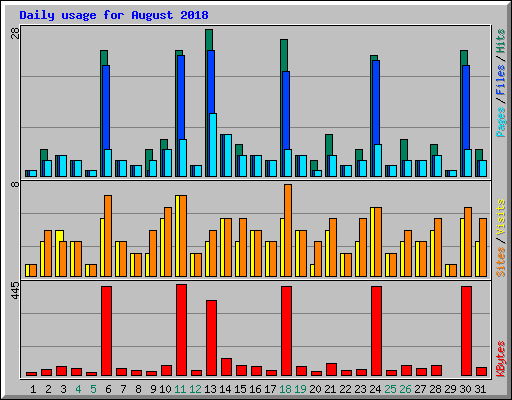 Daily usage for August 2018
28
Pages / Files / Hits
8
Sites / Visits
445
KBytes
1 2 3 4 5 6 7 8 9 10 11 12 13 14 15 16 17 18 19 20 21 22 23 24 25 26 27 28 29 30 31